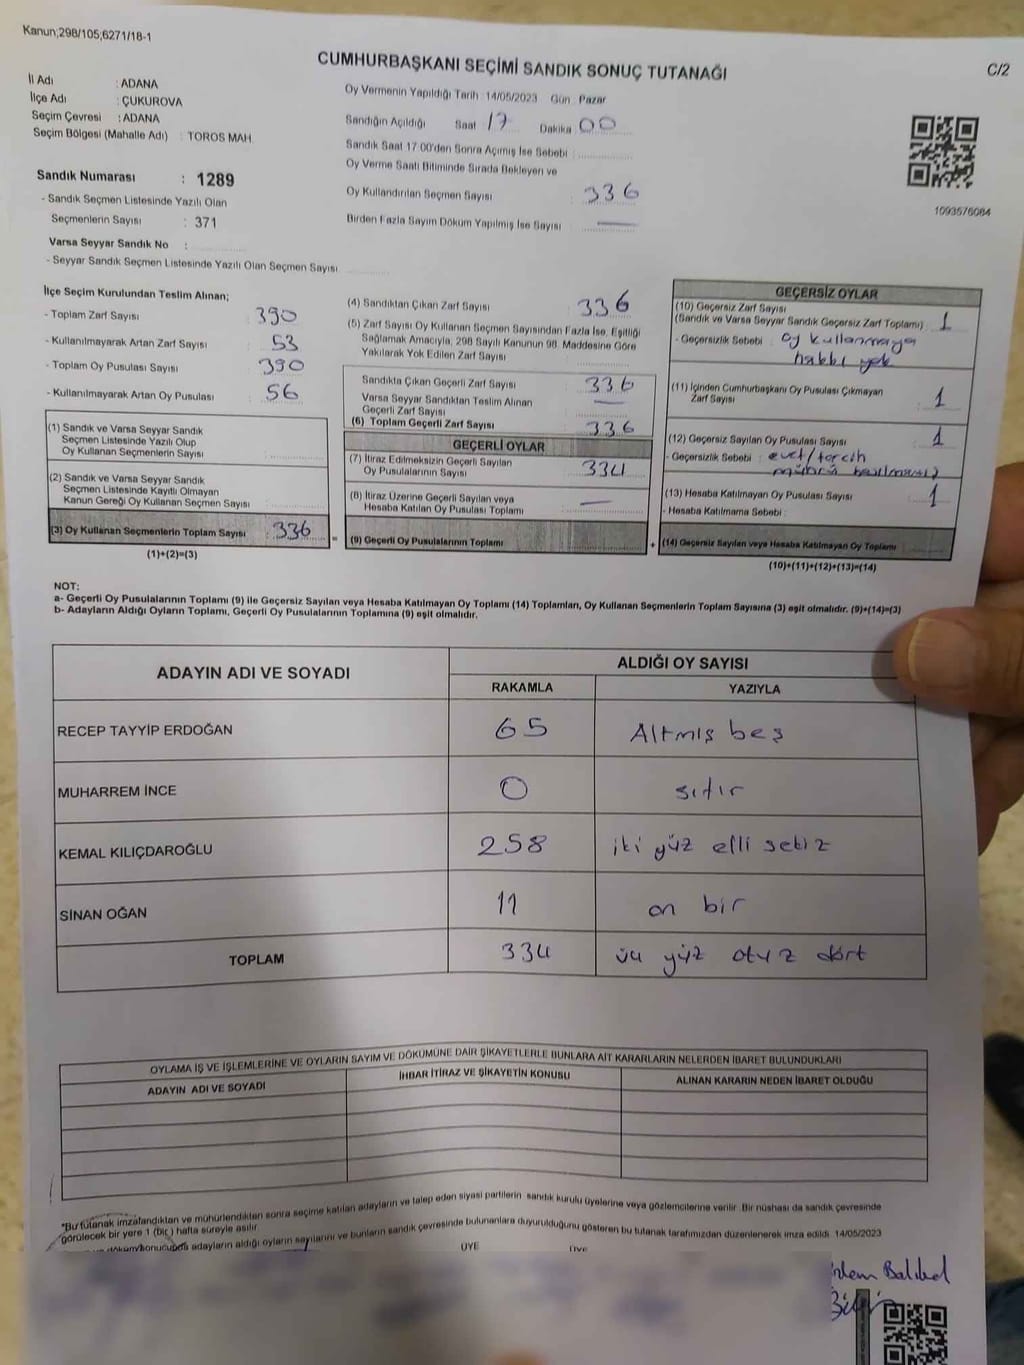 Kanun;298/105;6271/18-1
CUMHURBAŞKANI SEÇİMİ SANDIK SONUÇ TUTANAĞI
C/2
İl Adı : ADANA
İlçe Adı : ÇUKUROVA
Seçim Çevresi : ADANA
Seçim Bölgesi (Mahalle Adı) : TOROS MAH.
Oy Vermenin Yapıldığı Tarih : 14/05/2023 Gün : Pazar
Sandığın Açıldığı Saat 17 Dakika 00
Sandık Saat 17:00'den Sonra Açımış İse Sebebi :
Oy Verme Saati Bitiminde Sırada Bekleyen ve
Oy Kullandırılan Seçmen Sayısı : 336
Birden Fazla Sayım Döküm Yapılmış İse Sayısı : —
1093576084
Sandık Numarası : 1289
- Sandık Seçmen Listesinde Yazılı Olan
Seçmenlerin Sayısı : 371
Varsa Seyyar Sandık No :
- Seyyar Sandık Seçmen Listesinde Yazılı Olan Seçmen Sayısı
İlçe Seçim Kurulundan Teslim Alınan;
- Toplam Zarf Sayısı : 390
- Kullanılmayarak Artan Zarf Sayısı : 53
- Toplam Oy Pusulası Sayısı : 390
- Kullanılmayarak Artan Oy Pusulası : 56
(1) Sandık ve Varsa Seyyar Sandık
Seçmen Listesinde Yazılı Olup
Oy Kullanan Seçmenlerin Sayısı :
(2) Sandık ve Varsa Seyyar Sandık
Seçmen Listesinde Kayıtlı Olmayan
Kanun Gereği Oy Kullanan Seçmen Sayısı :
(3) Oy Kullanan Seçmenlerin Toplam Sayısı : 336
(1)+(2)=(3)
(4) Sandıktan Çıkan Zarf Sayısı : 336
(5) Zarf Sayısı Oy Kullanan Seçmen Sayısından Fazla İse, Eşitliği
Sağlamak Amacıyla, 298 Sayılı Kanunun 98. Maddesine Göre
Yakılarak Yok Edilen Zarf Sayısı :
Sandıkta Çıkan Geçerli Zarf Sayısı : 336
Varsa Seyyar Sandıktan Teslim Alınan
Geçerli Zarf Sayısı : —
(6) Toplam Geçerli Zarf Sayısı : 336
GEÇERLİ OYLAR
(7) İtiraz Edilmeksizin Geçerli Sayılan
Oy Pusulalarının Sayısı : 334
(8) İtiraz Üzerine Geçerli Sayılan veya
Hesaba Katılan Oy Pusulası Toplamı : —
= (9) Geçerli Oy Pusulalarının Toplamı
GEÇERSİZ OYLAR
(10) Geçersiz Zarf Sayısı
(Sandık ve Varsa Seyyar Sandık Geçersiz Zarf Toplamı) : 1
- Geçersizlik Sebebi : oy kullanmaya
hakkı yok
(11) İçinden Cumhurbaşkanı Oy Pusulası Çıkmayan
Zarf Sayısı : 1
(12) Geçersiz Sayılan Oy Pusulası Sayısı : 1
- Geçersizlik Sebebi : evet/tercih
mührü basılmamış
(13) Hesaba Katılmayan Oy Pusulası Sayısı : 1
- Hesaba Katılmama Sebebi :
+ (14) Geçersiz Sayılan veya Hesaba Katılmayan Oy Toplamı
(10)+(11)+(12)+(13)=(14)
NOT:
a- Geçerli Oy Pusulalarının Toplamı (9) ile Geçersiz Sayılan veya Hesaba Katılmayan Oy Toplamı (14) Toplamları, Oy Kullanan Seçmenlerin Toplam Sayısına (3) eşit olmalıdır. (9)+(14)=(3)
b- Adayların Aldığı Oyların Toplamı, Geçerli Oy Pusulalarının Toplamına (9) eşit olmalıdır.
ADAYIN ADI VE SOYADI
ALDIĞI OY SAYISI
RAKAMLA YAZIYLA
RECEP TAYYİP ERDOĞAN 65 Altmış beş
MUHARREM İNCE 0 sıfır
KEMAL KILIÇDAROĞLU 258 iki yüz elli sekiz
SİNAN OĞAN 11 on bir
TOPLAM 334 üç yüz otuz dört
OYLAMA İŞ VE İŞLEMLERİNE VE OYLARIN SAYIM VE DÖKÜMÜNE DAİR ŞİKAYETLERLE BUNLARA AİT KARARLARIN NELERDEN İBARET BULUNDUKLARI
ADAYIN ADI VE SOYADI İHBAR İTİRAZ VE ŞİKAYETİN KONUSU ALINAN KARARIN NEDEN İBARET OLDUĞU
*Bu tutanak imzalandıktan ve mühürlendikten sonra seçime katılan adayların ve talep eden siyasi partilerin sandık kurulu üyelerine veya gözlemcilerine verilir. Bir nüshası da sandık çevresinde
görülecek bir yere 1 (bir) hafta süreyle asılır.
konucunda adayların aldığı oyların sayılarını ve bunların sandık çevresinde bulunanlara duyurulduğunu gösteren bu tutanak tarafımızdan düzenlenerek imza edildi. 14/05/2023
ÜYE ÜYE